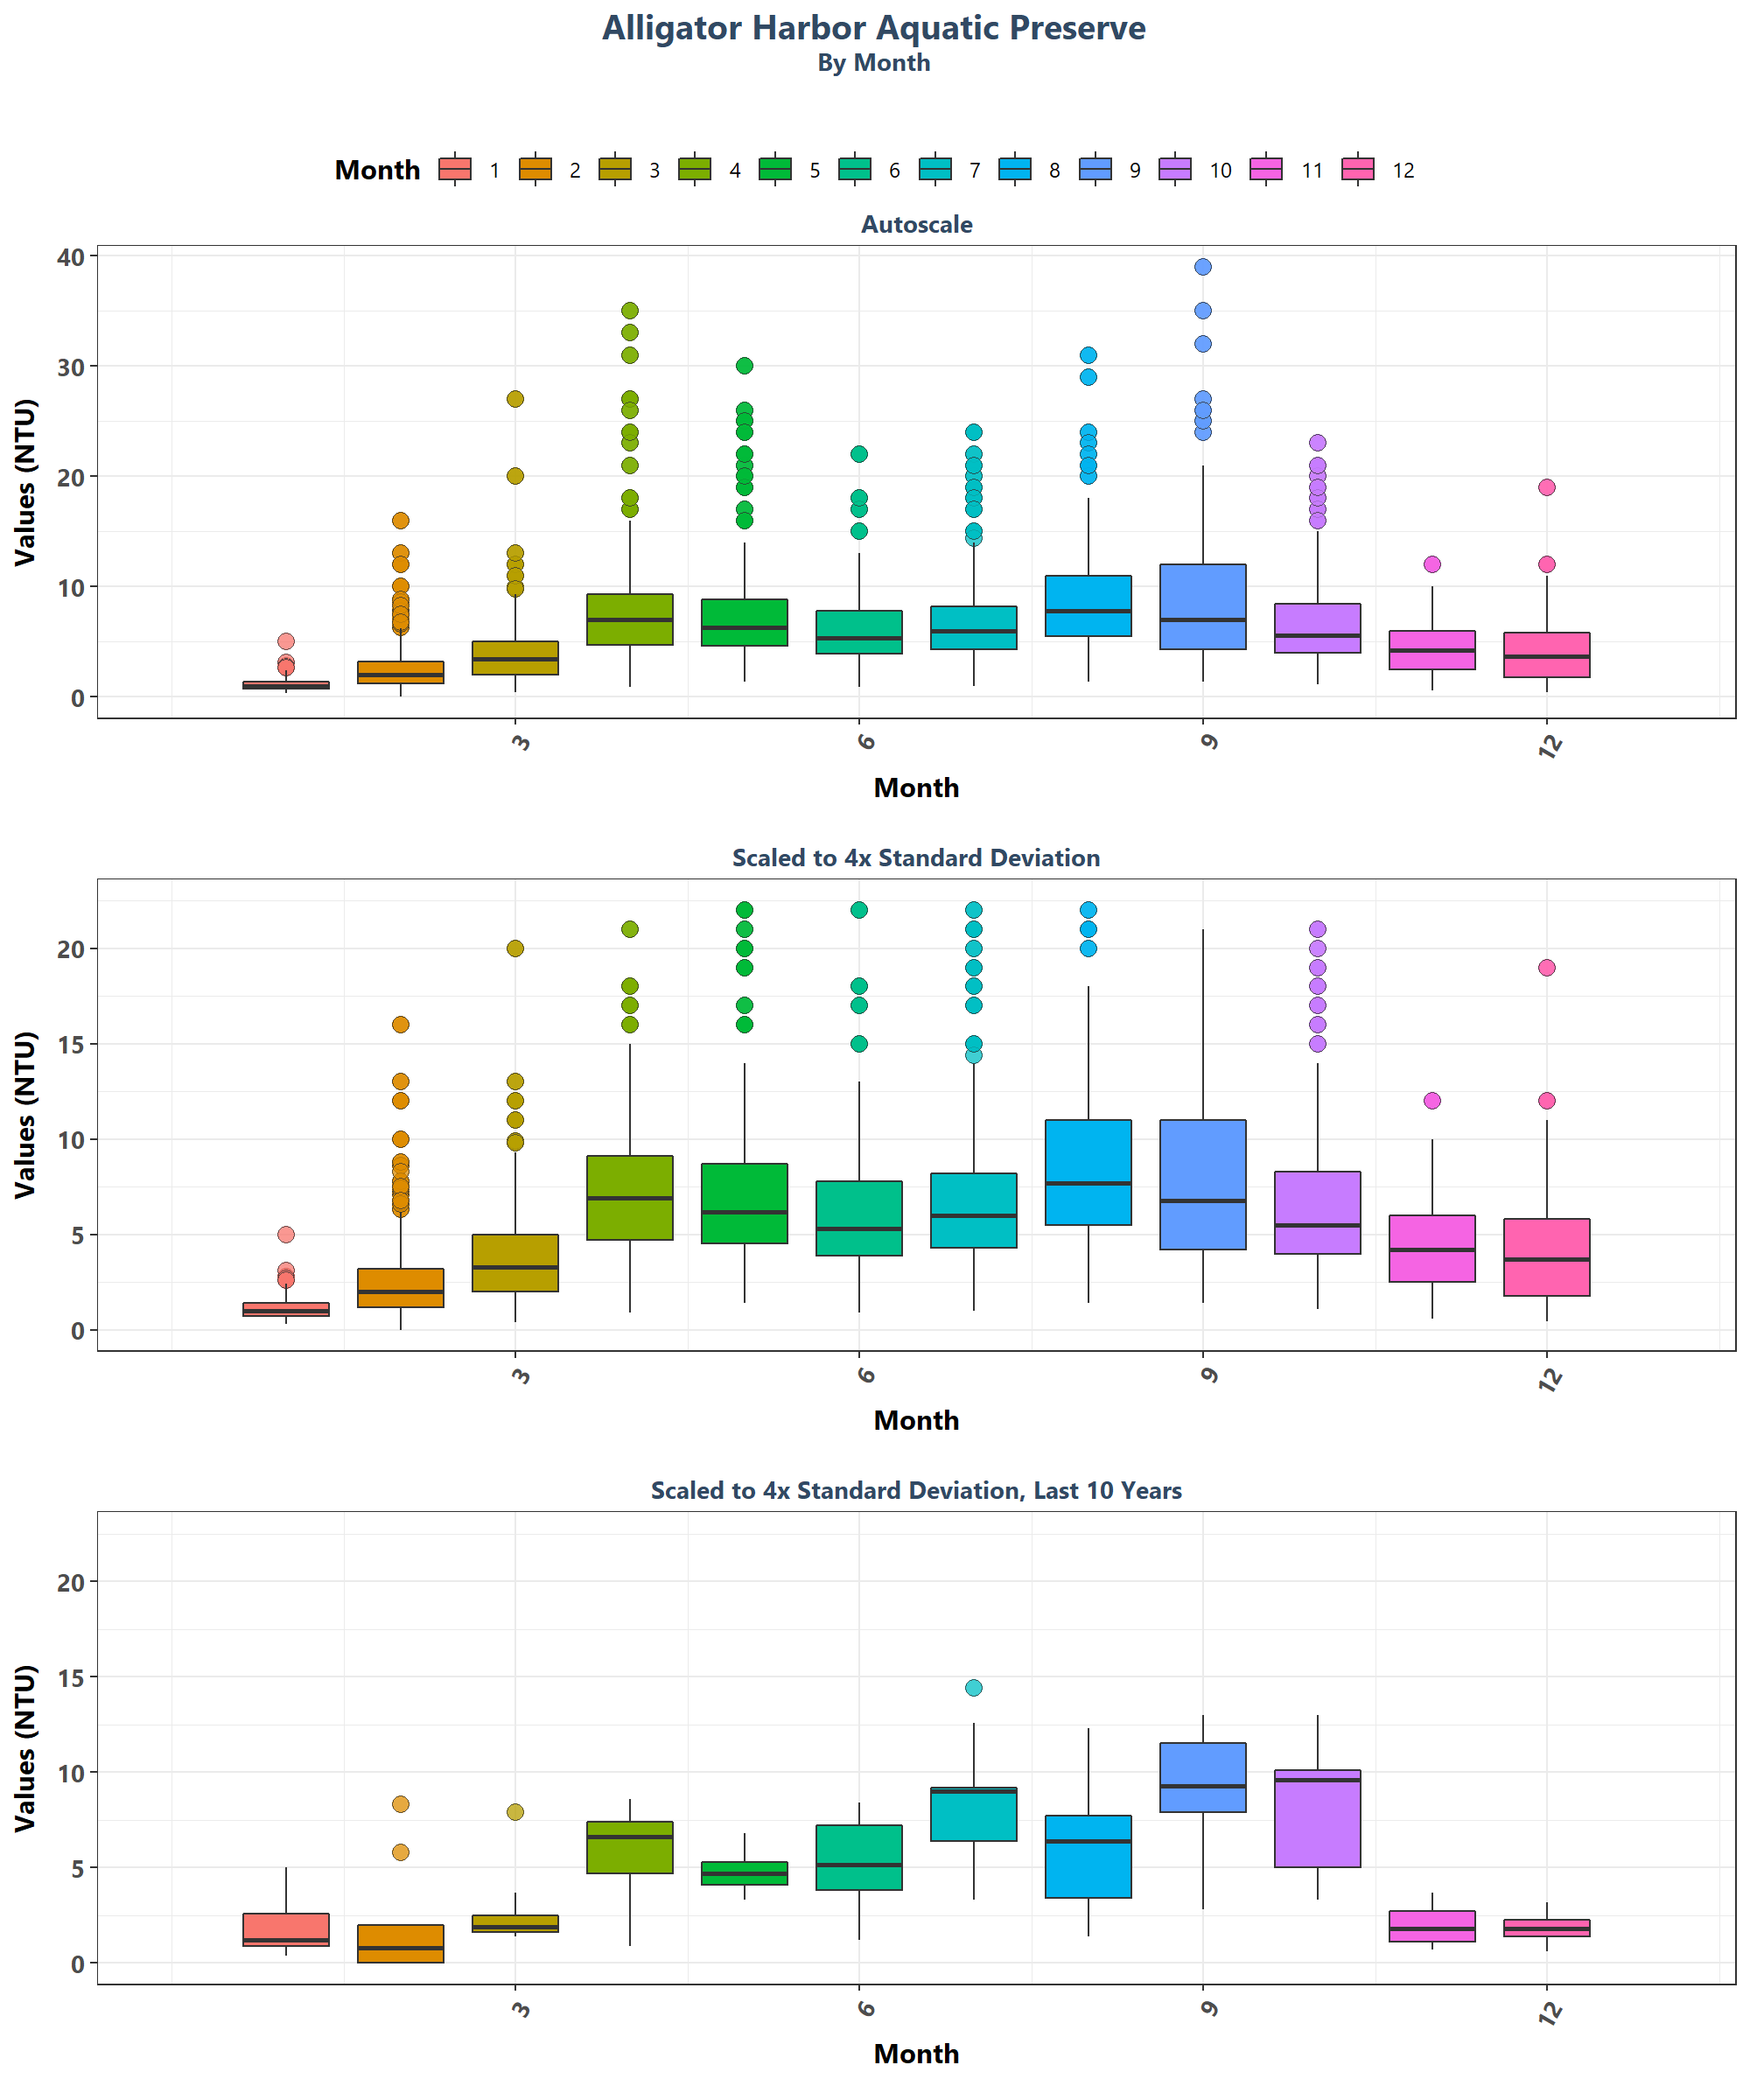 Alligator Harbor Aquatic Preserve
By Month
Month 1 2 3 4 5 6 7 8 9 10 11 12
Autoscale
Values (NTU)
40
30
20
10
0
3 6 9 12
Month
Scaled to 4x Standard Deviation
Values (NTU)
20
15
10
5
0
3 6 9 12
Month
Scaled to 4x Standard Deviation, Last 10 Years
Values (NTU)
20
15
10
5
0
3 6 9 12
Month